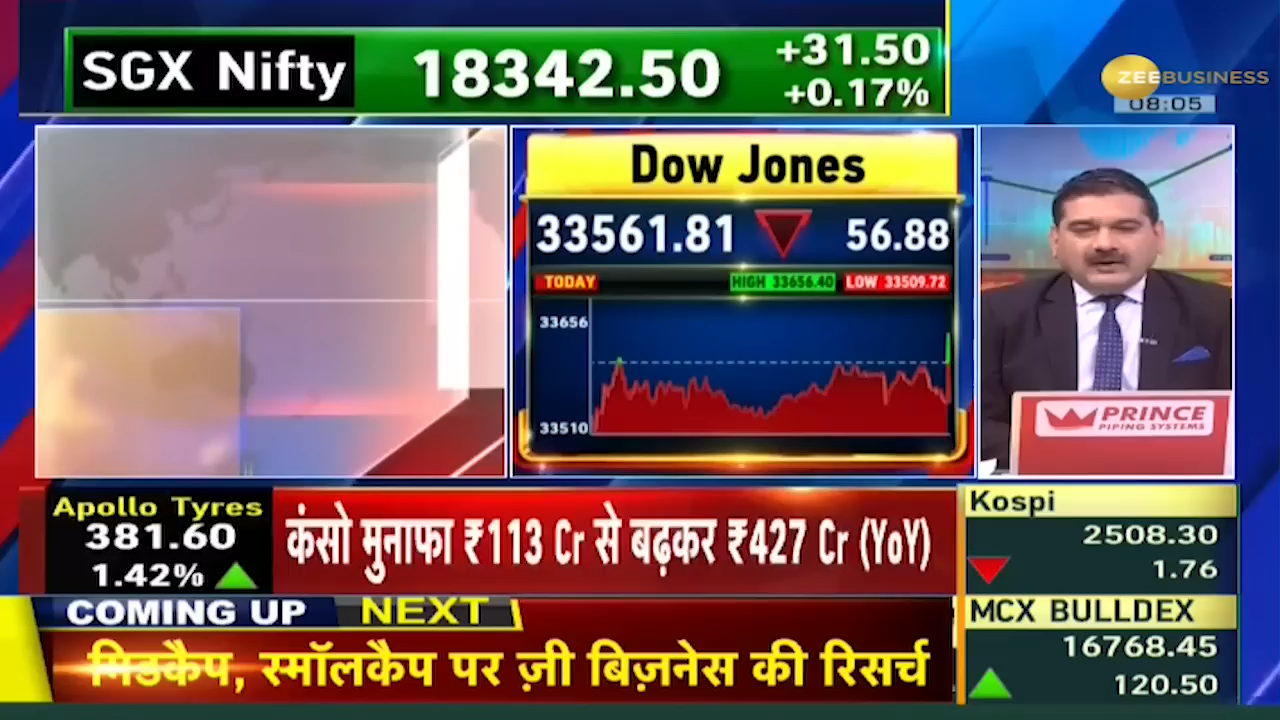 SGX Nifty
18342.50
+31.50
+0.17%
ZEEBUSINESS
08:05
Dow Jones
33561.81
56.88
TODAY
HIGH 33656.40
LOW 33509.72
33656
33510
PRINCE
PIPING SYSTEMS
Apollo Tyres
381.60
1.42%
कंसो मुनाफा ₹113 Cr से बढ़कर ₹427 Cr (YoY)
Kospi
2508.30
1.76
COMING UP NEXT
मिडकैप, स्मॉलकैप पर ज़ी बिज़नेस की रिसर्च
MCX BULLDEX
16768.45
120.50